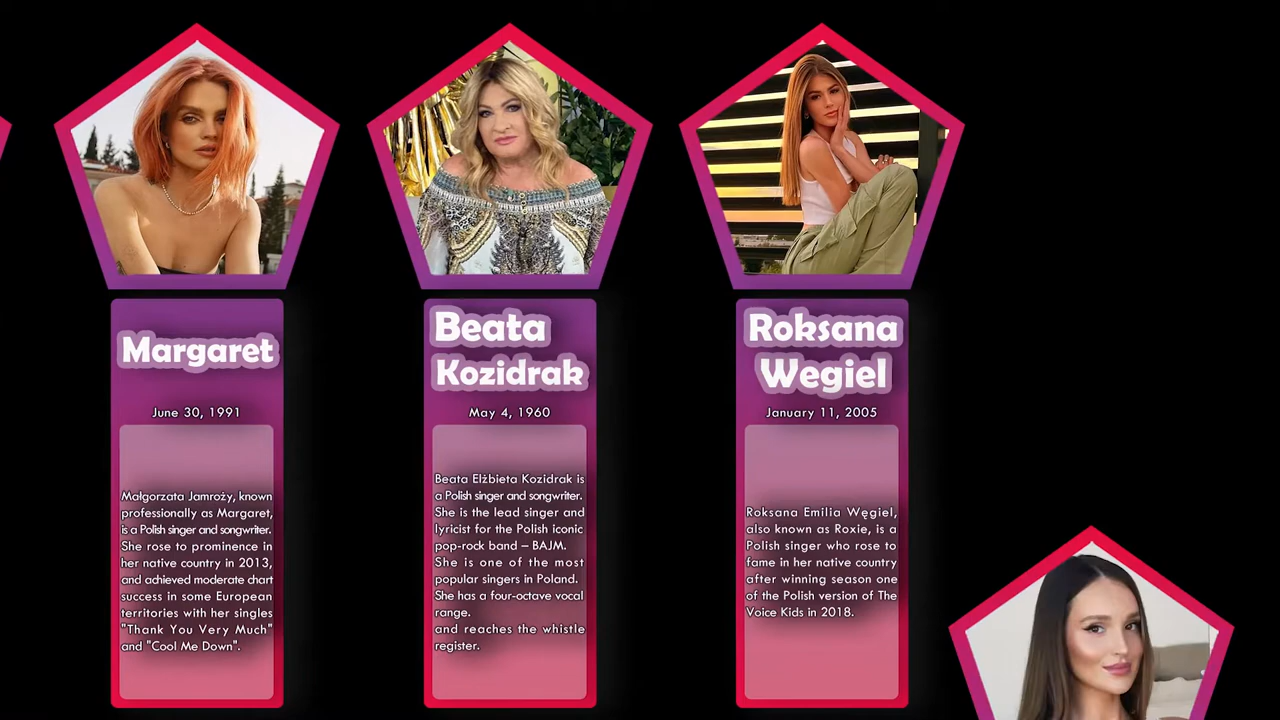 Margaret
June 30, 1991
Małgorzata Jamroży, known
professionally as Margaret,
is a Polish singer and songwriter.
She rose to prominence in
her native country in 2013,
and achieved moderate chart
success in some European
territories with her singles
"Thank You Very Much"
and "Cool Me Down".
Beata
Kozidrak
May 4, 1960
Beata Elżbieta Kozidrak is
a Polish singer and songwriter.
She is the lead singer and
lyricist for the Polish iconic
pop-rock band – BAJM.
She is one of the most
popular singers in Poland.
She has a four-octave vocal
range.
and reaches the whistle
register.
Roksana
Wegiel
January 11, 2005
Roksana Emilia Węgiel,
also known as Roxie, is a
Polish singer who rose to
fame in her native country
after winning season one
of the Polish version of The
Voice Kids in 2018.